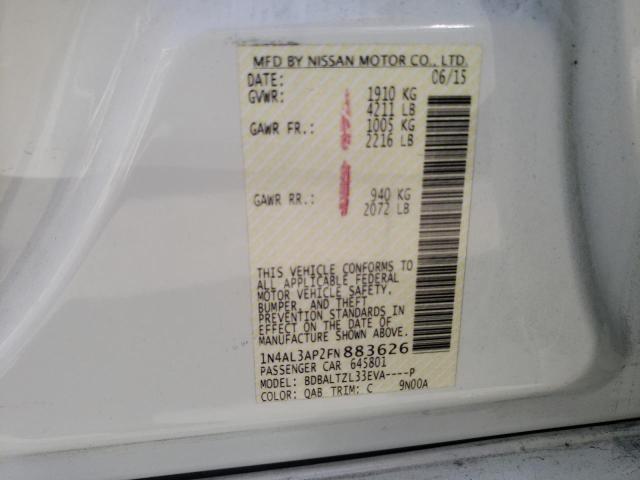 MFD BY NISSAN MOTOR CO., LTD.
DATE: 06/15
GVWR: 1910 KG
4211 LB
GAWR FR.: 1005 KG
2216 LB
GAWR RR.: 940 KG
2072 LB
THIS VEHICLE CONFORMS TO
ALL APPLICABLE FEDERAL
MOTOR VEHICLE SAFETY,
BUMPER, AND THEFT
PREVENTION STANDARDS IN
EFFECT ON THE DATE OF
MANUFACTURE SHOWN ABOVE.
1N4AL3AP2FN883626
PASSENGER CAR 645801
MODEL: BDBALTZL33EVA----P
COLOR: QAB TRIM: C 9N00A